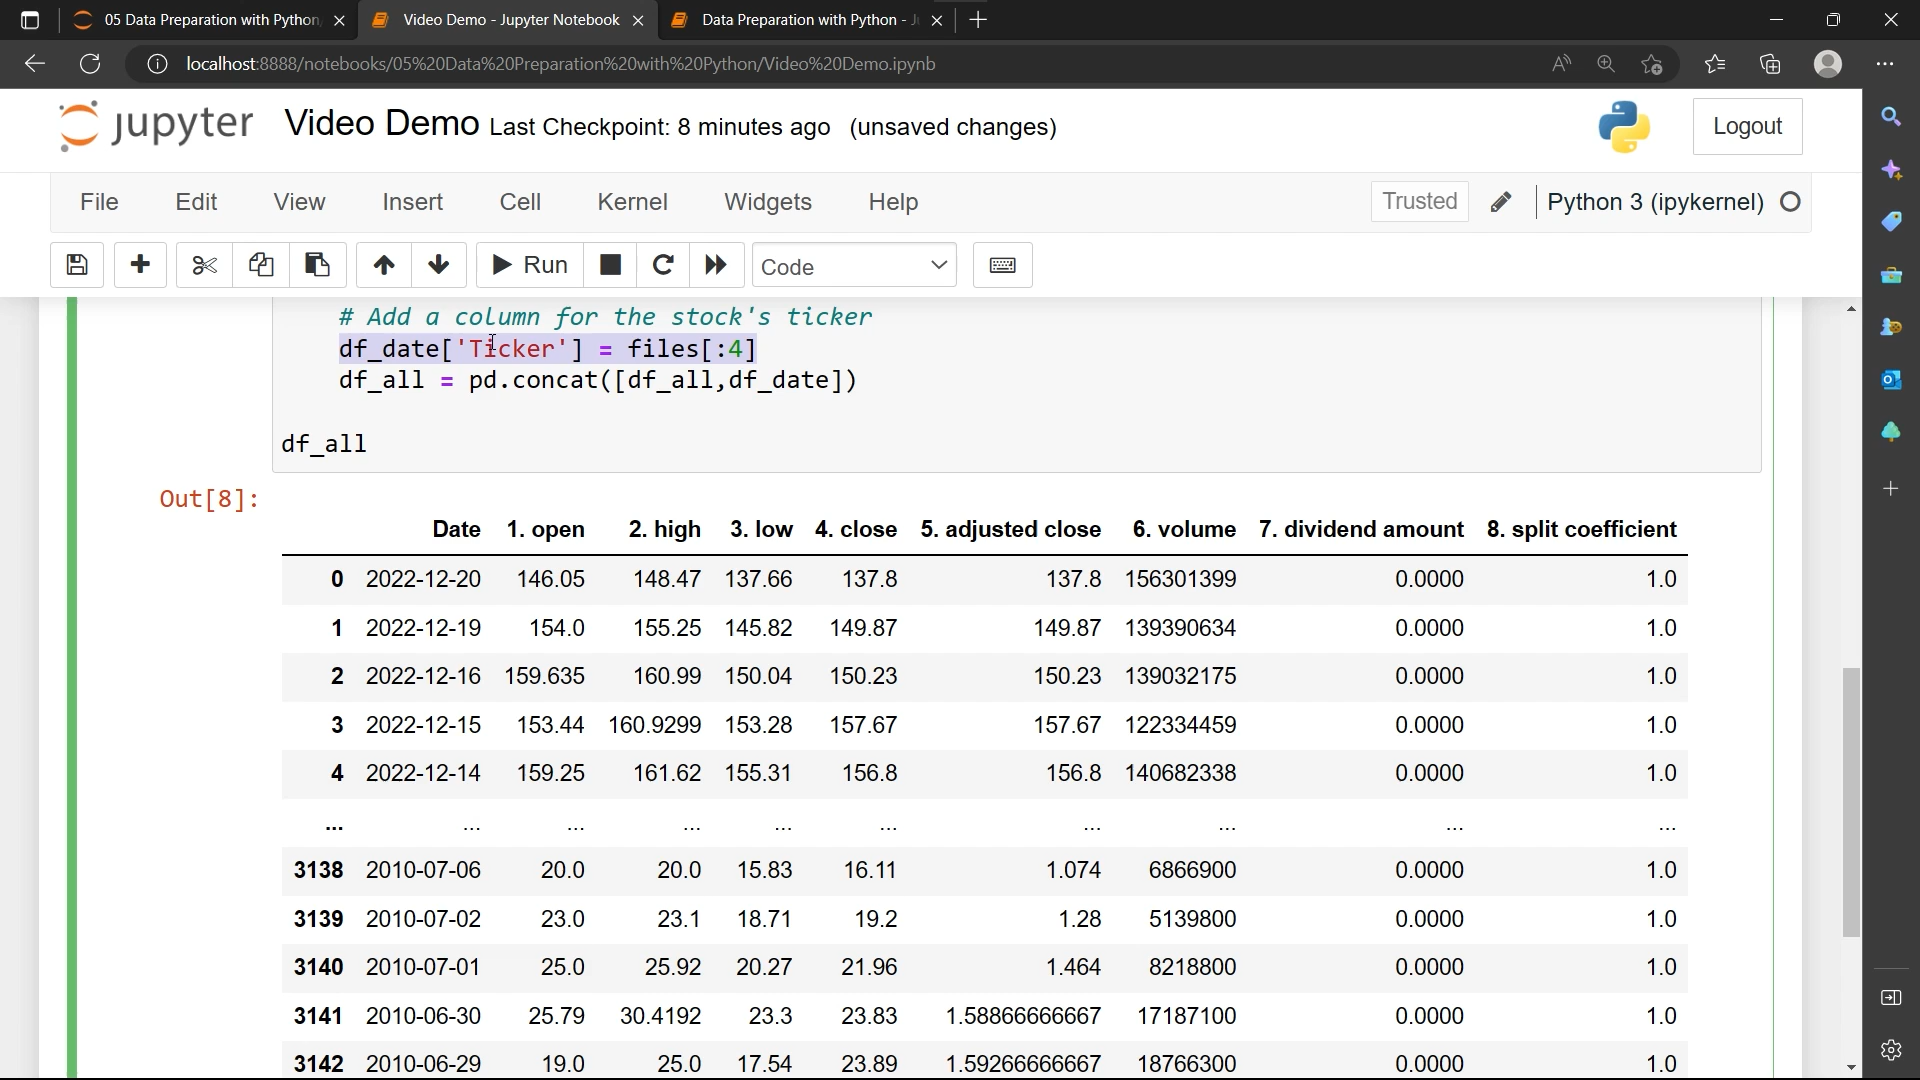 05 Data Preparation with Python,
Video Demo - Jupyter Notebook
Data Preparation with Python - J
localhost:8888/notebooks/05%20Data%20Preparation%20with%20Python/Video%20Demo.ipynb
jupyter Video Demo Last Checkpoint: 8 minutes ago (unsaved changes)
Logout
File Edit View Insert Cell Kernel Widgets Help
Trusted
Python 3 (ipykernel)
Run
Code
# Add a column for the stock's ticker
df_date['Ticker'] = files[:4]
df_all = pd.concat([df_all,df_date])
df_all
Out[8]:
Date 1. open 2. high 3. low 4. close 5. adjusted close 6. volume 7. dividend amount 8. split coefficient
0 2022-12-20 146.05 148.47 137.66 137.8 137.8 156301399 0.0000 1.0
1 2022-12-19 154.0 155.25 145.82 149.87 149.87 139390634 0.0000 1.0
2 2022-12-16 159.635 160.99 150.04 150.23 150.23 139032175 0.0000 1.0
3 2022-12-15 153.44 160.9299 153.28 157.67 157.67 122334459 0.0000 1.0
4 2022-12-14 159.25 161.62 155.31 156.8 156.8 140682338 0.0000 1.0
... ... ... ... ... ... ... ... ... ...
3138 2010-07-06 20.0 20.0 15.83 16.11 1.074 6866900 0.0000 1.0
3139 2010-07-02 23.0 23.1 18.71 19.2 1.28 5139800 0.0000 1.0
3140 2010-07-01 25.0 25.92 20.27 21.96 1.464 8218800 0.0000 1.0
3141 2010-06-30 25.79 30.4192 23.3 23.83 1.58866666667 17187100 0.0000 1.0
3142 2010-06-29 19.0 25.0 17.54 23.89 1.59266666667 18766300 0.0000 1.0